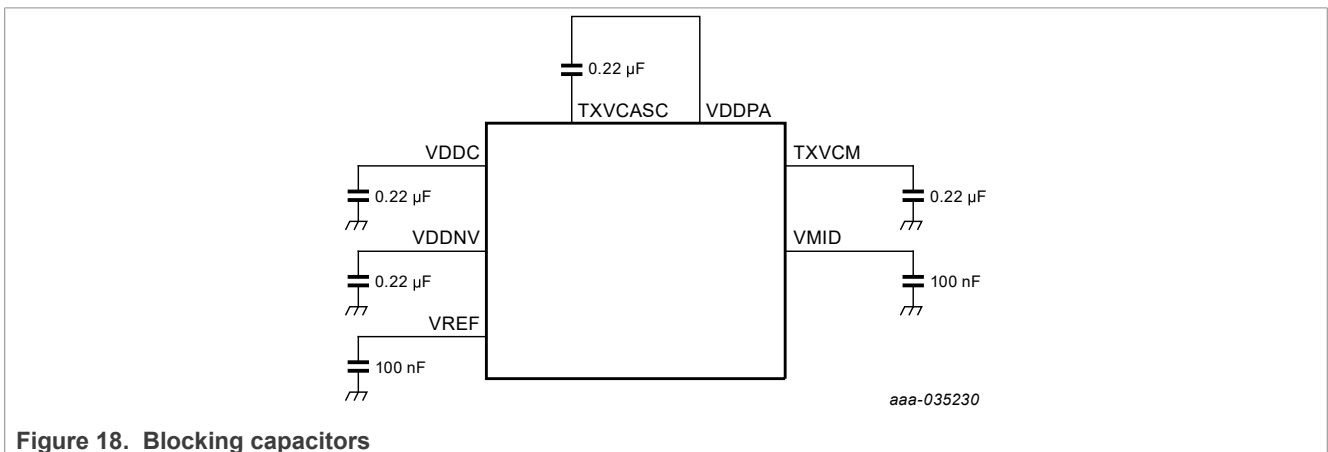 0.22 µF
TXVCASC VDDPA
VDDC TXVCM
0.22 µF 0.22 µF
VDDNV VMID
0.22 µF 100 nF
VREF
100 nF
aaa-035230
Figure 18. Blocking capacitors